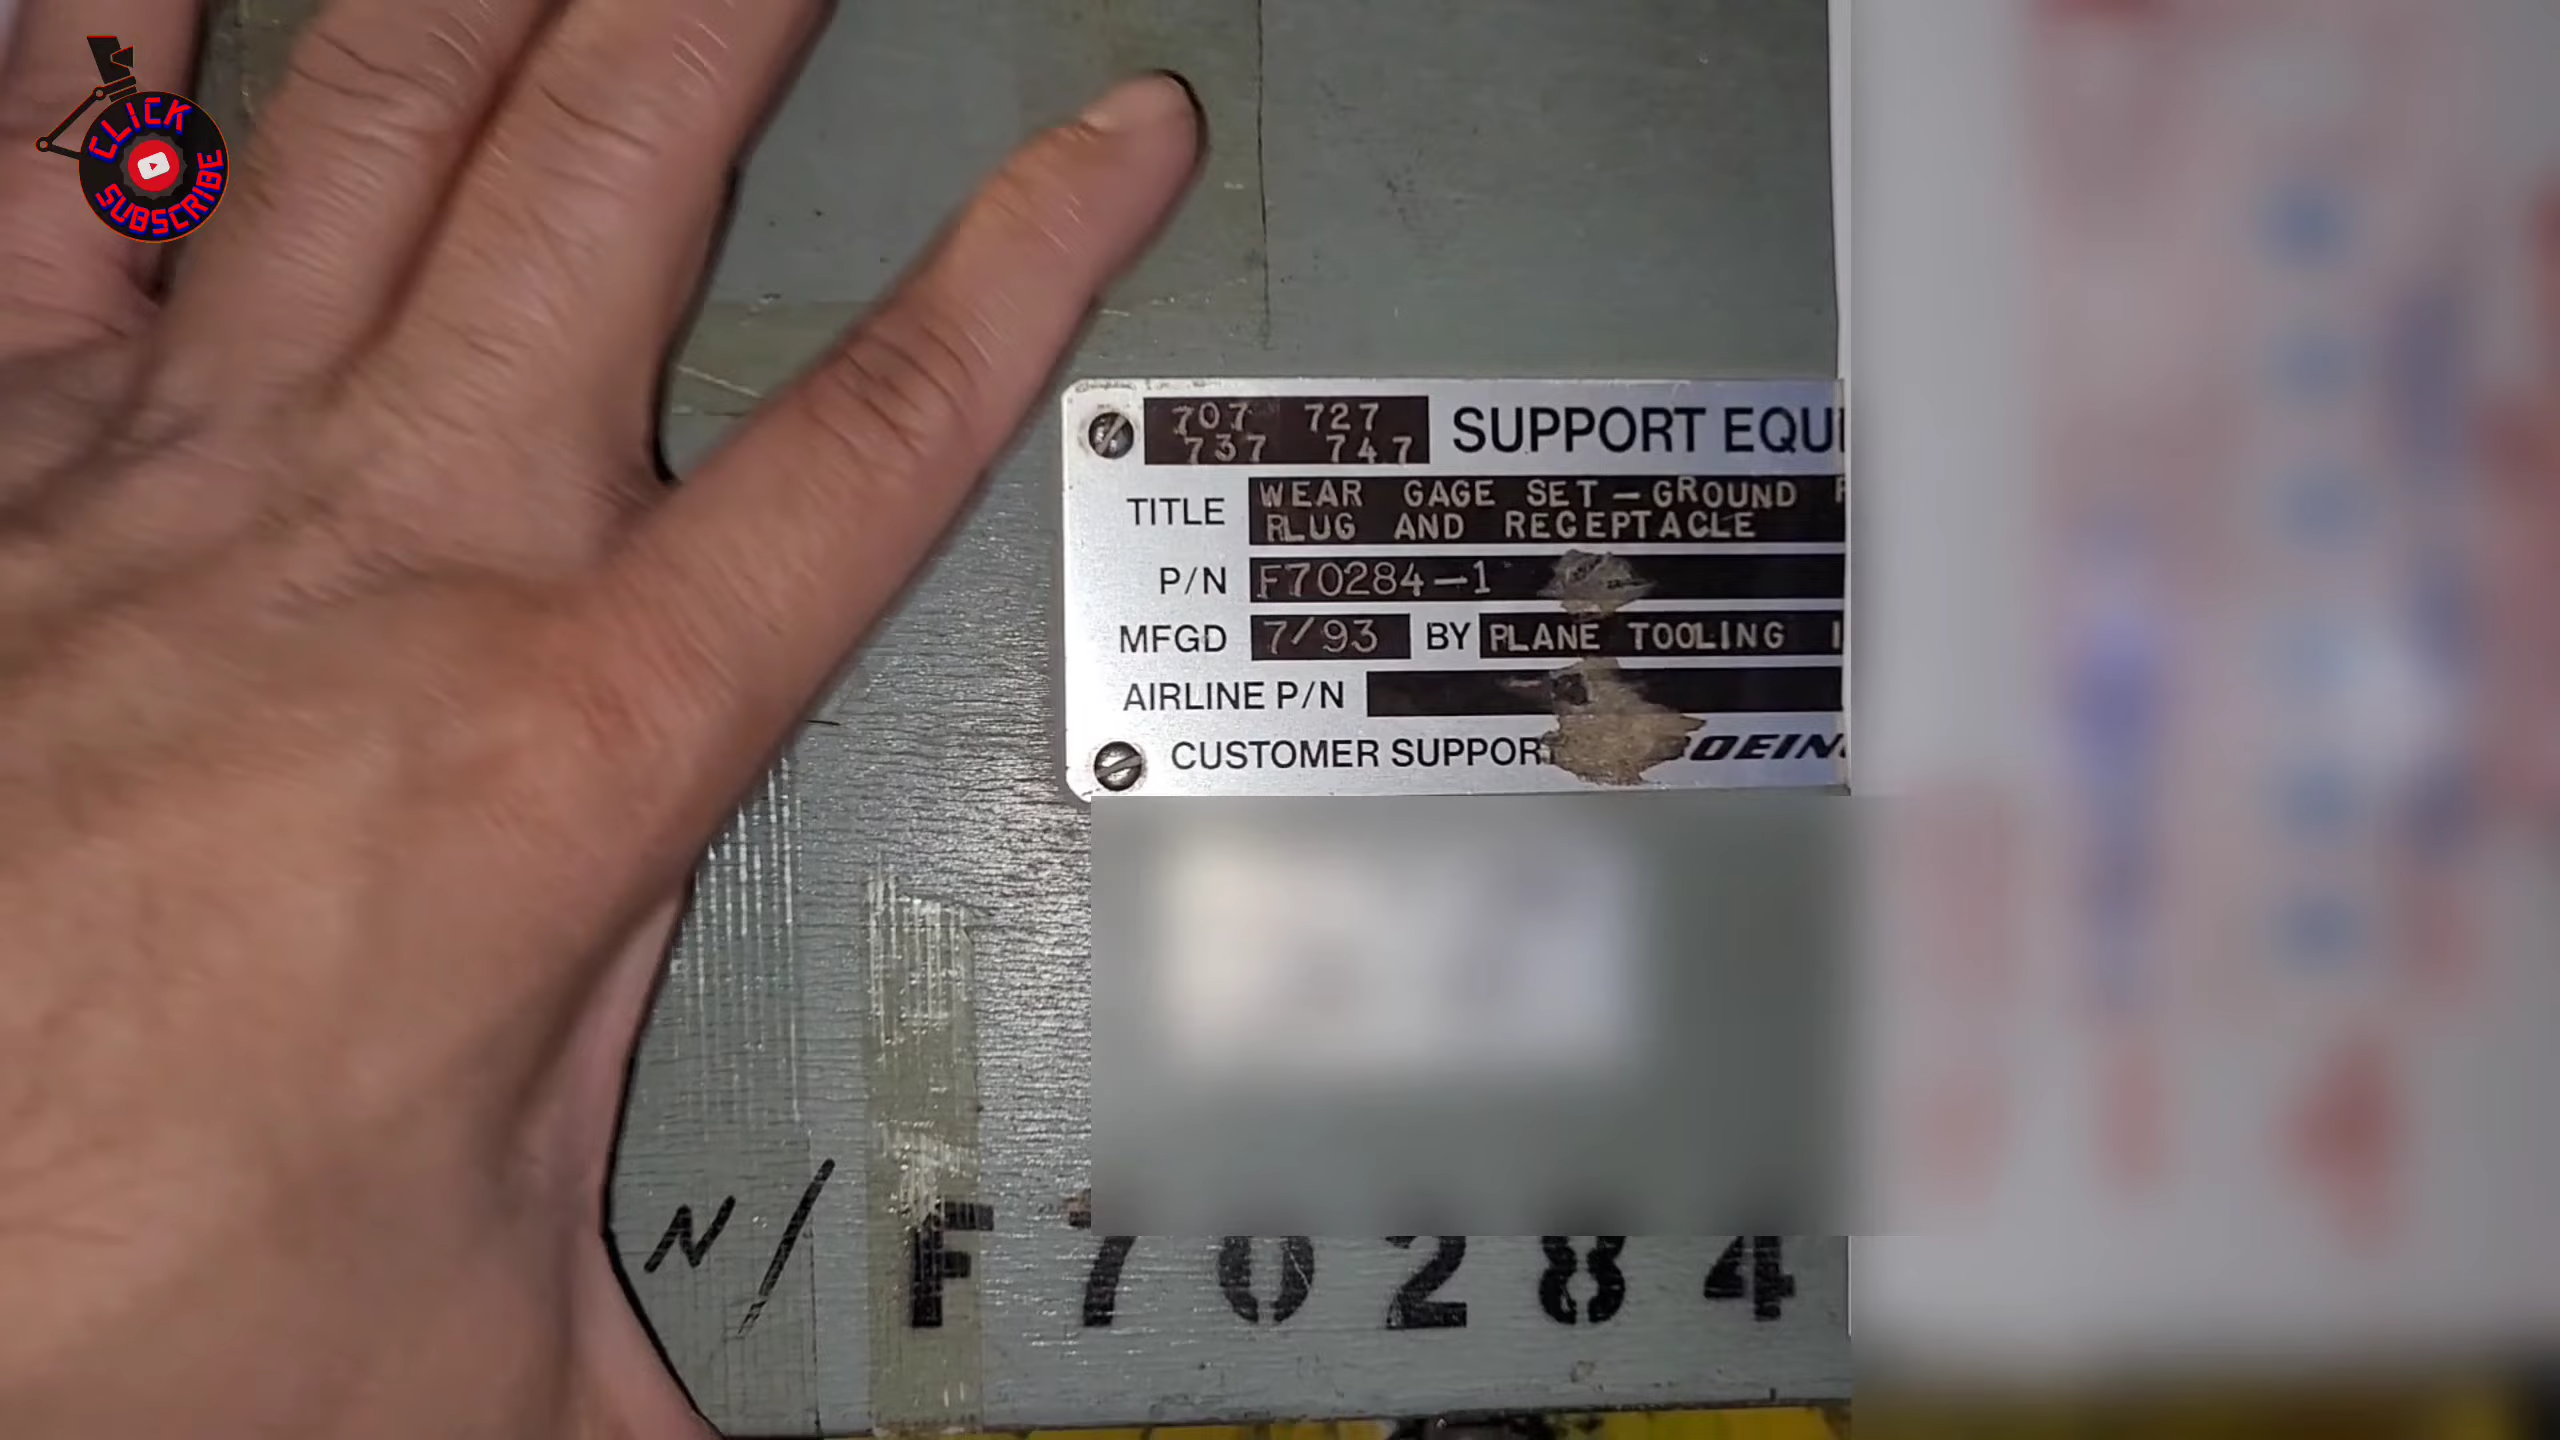 CLICK
SUBSCRIBE
707 727
737 747
SUPPORT EQUI
TITLE WEAR GAGE SET — GROUND
PLUG AND RECEPTACLE
P/N F70284-1
MFGD 7/93 BY PLANE TOOLING
AIRLINE P/N
CUSTOMER SUPPOR OEIN
N/
F70284